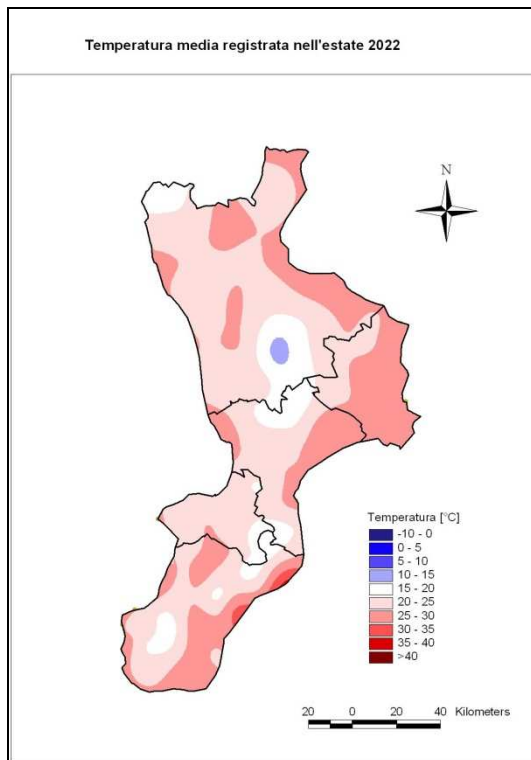 Temperatura media registrata nell'estate 2022
N
Temperatura [°C]
-10 - 0
0 - 5
5 - 10
10 - 15
15 - 20
20 - 25
25 - 30
30 - 35
35 - 40
>40
20 0 20 40 Kilometers